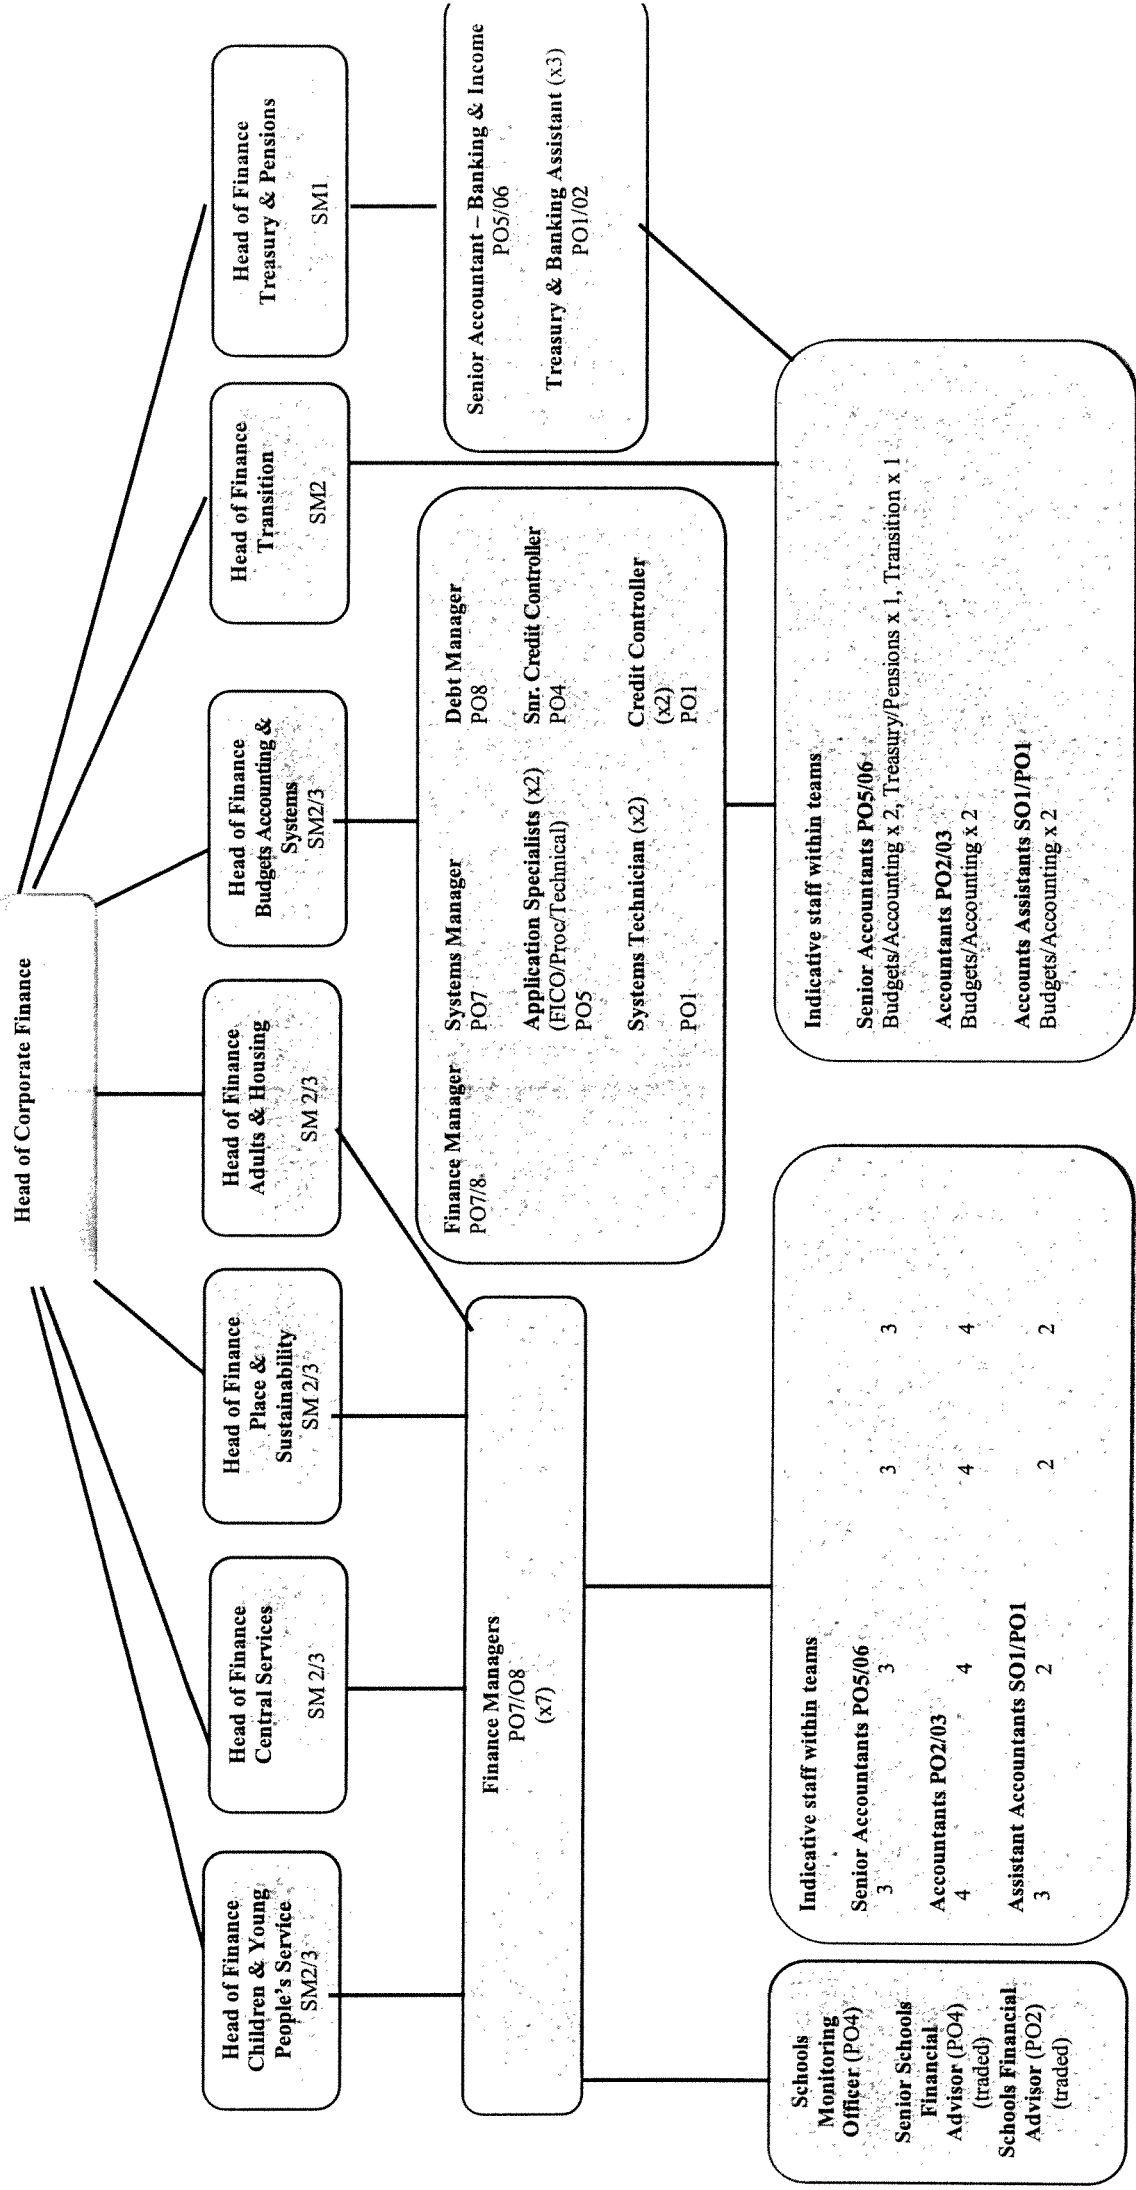 Head of Corporate Finance
Head of Finance
Children & Young
People's Service
SM2/3
Head of Finance
Central Services
SM 2/3
Head of Finance
Place &
Sustainability
SM 2/3
Head of Finance
Adults & Housing
SM 2/3
Head of Finance
Budgets Accounting &
Systems
SM2/3
Head of Finance
Transition
SM2
Head of Finance
Treasury & Pensions
SM1
Finance Managers
PO7/O8
(x7)
Finance Manager
PO7/8
Systems Manager
PO7
Application Specialists (x2)
(FICO/Proc/Technical)
PO5
Systems Technician (x2)
PO1
Debt Manager
PO8
Snr. Credit Controller
PO4
Credit Controller
(x2)
PO1
Senior Accountant – Banking & Income
PO5/06
Treasury & Banking Assistant (x3)
PO1/02
Schools
Monitoring
Officer (PO4)
Senior Schools
Financial
Advisor (PO4)
(traded)
Schools Financial
Advisor (PO2)
(traded)
Indicative staff within teams
Senior Accountants PO5/06
3 3 3 3
Accountants PO2/03
4 4 4 4
Assistant Accountants SO1/PO1
3 2 2 2
Indicative staff within teams
Senior Accountants PO5/06
Budgets/Accounting x 2, Treasury/Pensions x 1, Transition x 1
Accountants PO2/03
Budgets/Accounting x 2
Accounts Assistants SO1/PO1
Budgets/Accounting x 2